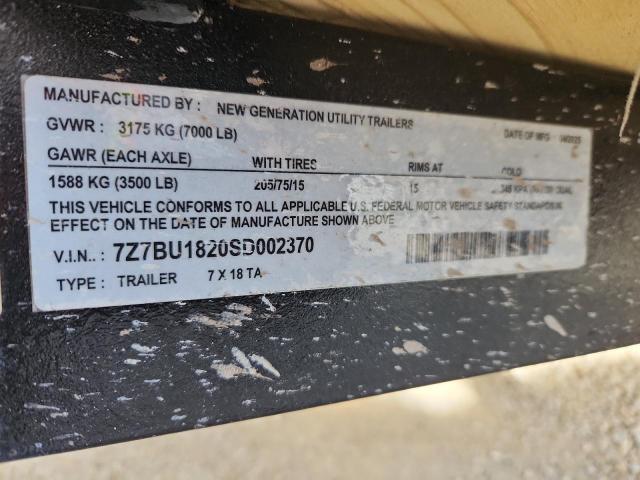 MANUFACTURED BY : NEW GENERATION UTILITY TRAILERS
GVWR : 3175 KG (7000 LB) DATE OF MFG
GAWR (EACH AXLE) WITH TIRES RIMS AT COLD
1588 KG (3500 LB) 205/75/15 15
THIS VEHICLE CONFORMS TO ALL APPLICABLE U.S. FEDERAL MOTOR VEHICLE SAFETY STANDARDS IN
EFFECT ON THE DATE OF MANUFACTURE SHOWN ABOVE
V.I.N.. : 7Z7BU1820SD002370
TYPE : TRAILER 7 X 18 TA